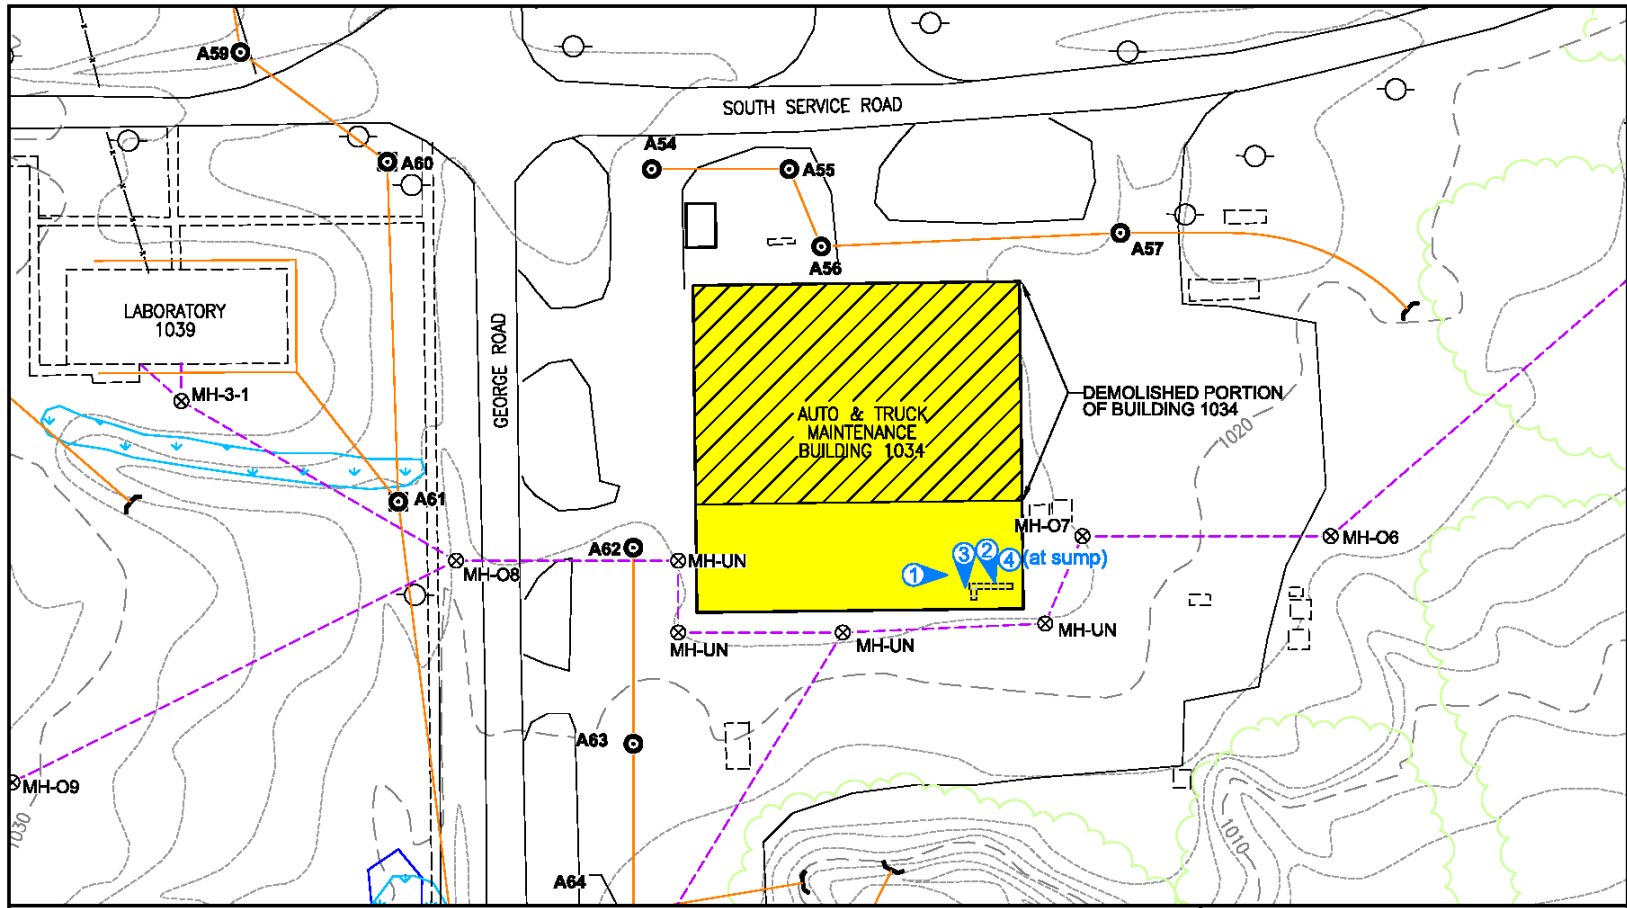 A59
SOUTH SERVICE ROAD
A54
A60
A55
A57
A56
LABORATORY
1039
GEORGE ROAD
MH-3-1
DEMOLISHED PORTION
OF BUILDING 1034
AUTO & TRUCK
MAINTENANCE
BUILDING 1034
1020
A61
MH-O7
MH-O6
A62
MH-UN
MH-O8
1
3
2
4 (at sump)
MH-UN
MH-UN
MH-UN
A63
MH-O9
1030
1010
A64